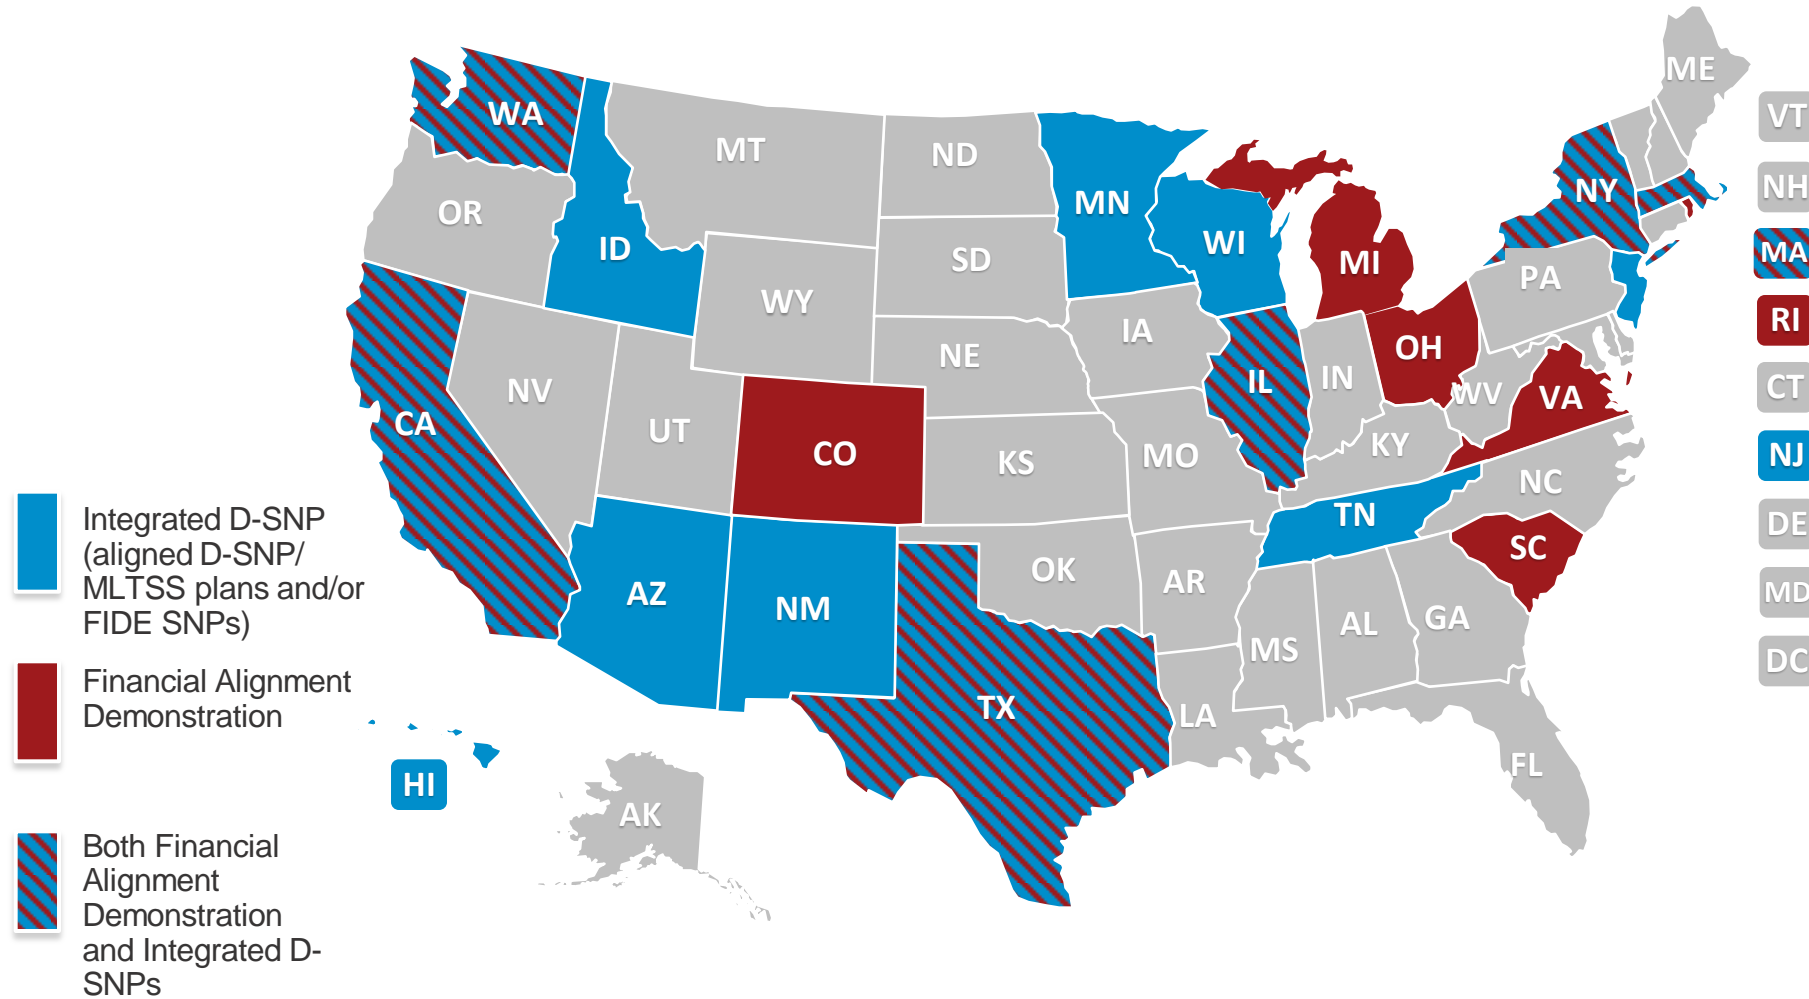 ME
WA
VT
MT
ND
NH
NY
MN
OR
WI
ID
MA
SD
MI
PA
WY
RI
IA
OH
NE
IN
IL
CT
NV
WV
VA
CA
UT
KY
CO
MO
KS
NJ
NC
TN
DE
Integrated D-SNP
(aligned D-SNP/
MLTSS plans and/or
FIDE SNPs)
SC
OK
AR
AZ
NM
MD
GA
AL
MS
DC
Financial Alignment
Demonstration
TX
LA
FL
HI
AK
Both Financial
Alignment
Demonstration
and Integrated D-
SNPs